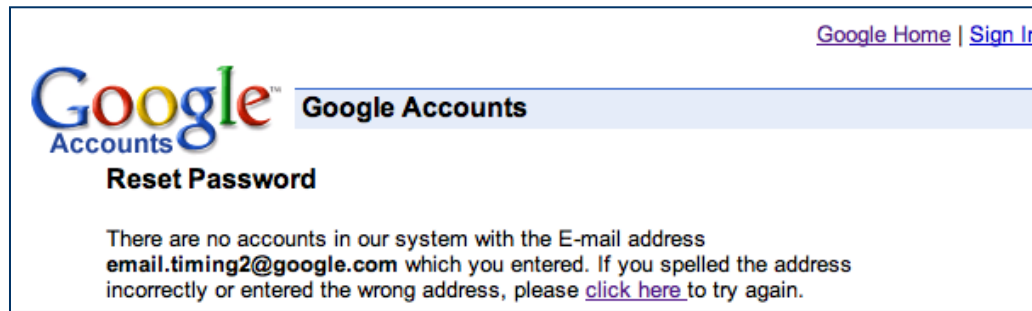 Google Home | Sign In
Google™
Accounts
Google Accounts
Reset Password
There are no accounts in our system with the E-mail address
email.timing2@google.com which you entered. If you spelled the address
incorrectly or entered the wrong address, please click here to try again.